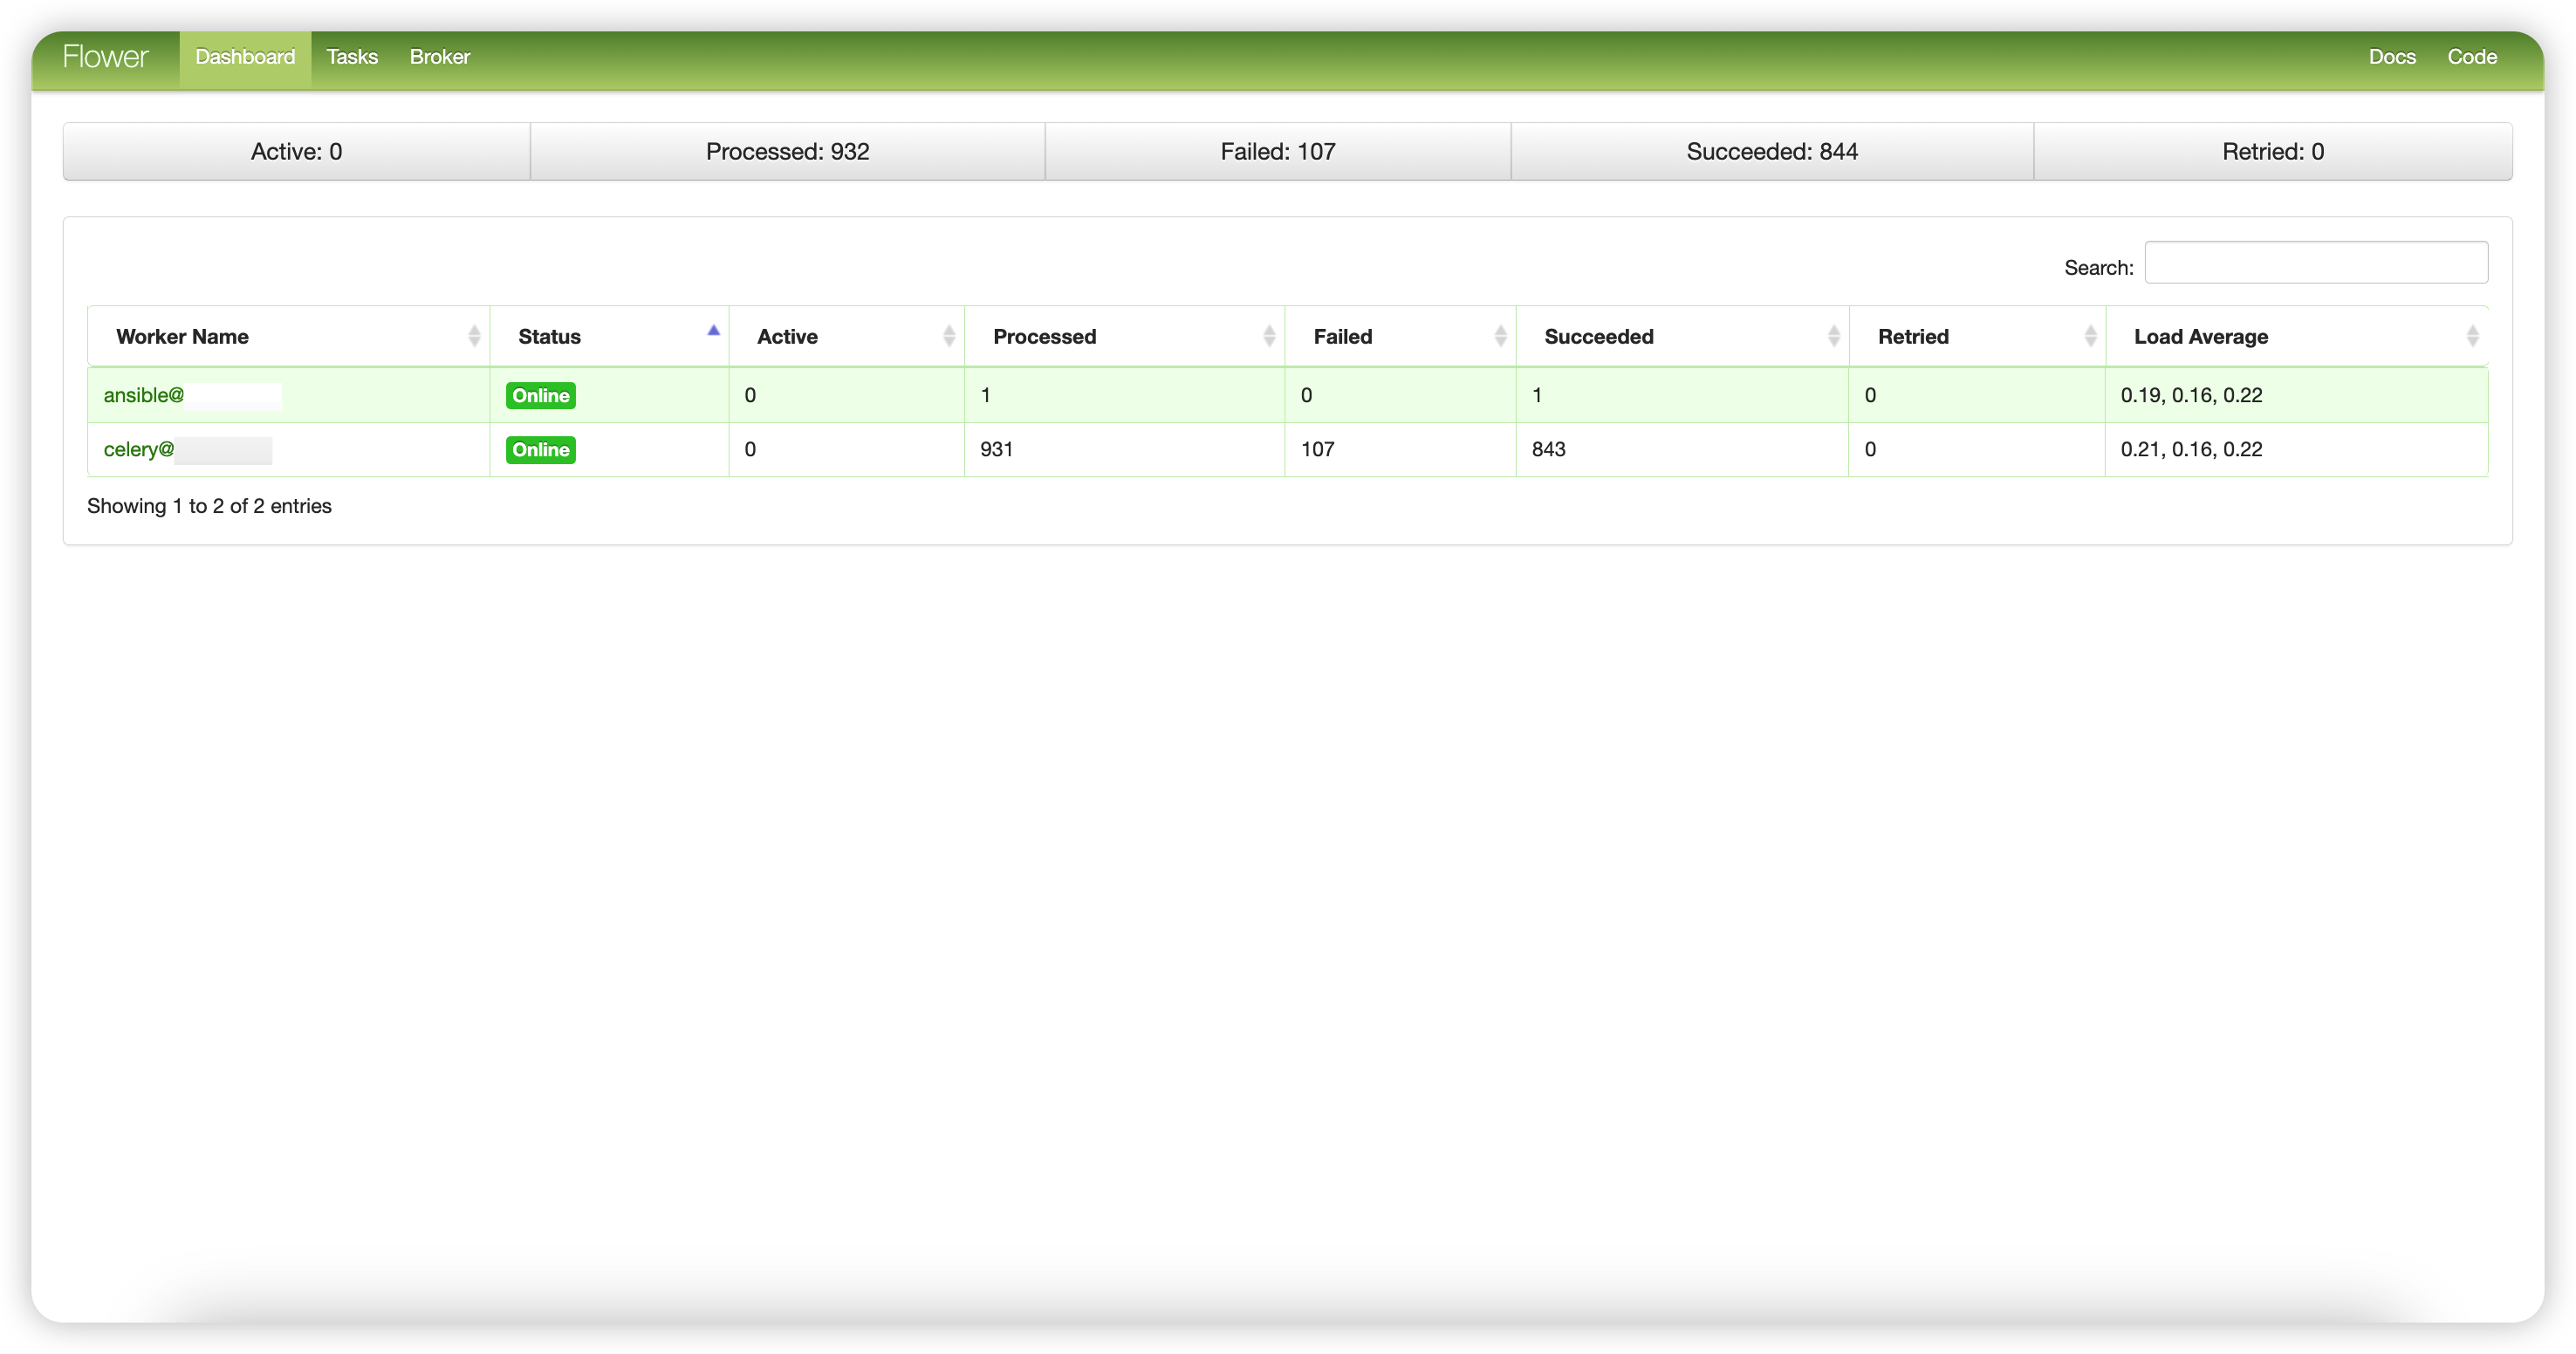 Flower Dashboard Tasks Broker Docs Code
Active: 0 Processed: 932 Failed: 107 Succeeded: 844 Retried: 0
Search:
Worker Name Status Active Processed Failed Succeeded Retried Load Average
ansible@ Online 0 1 0 1 0 0.19, 0.16, 0.22
celery@ Online 0 931 107 843 0 0.21, 0.16, 0.22
Showing 1 to 2 of 2 entries